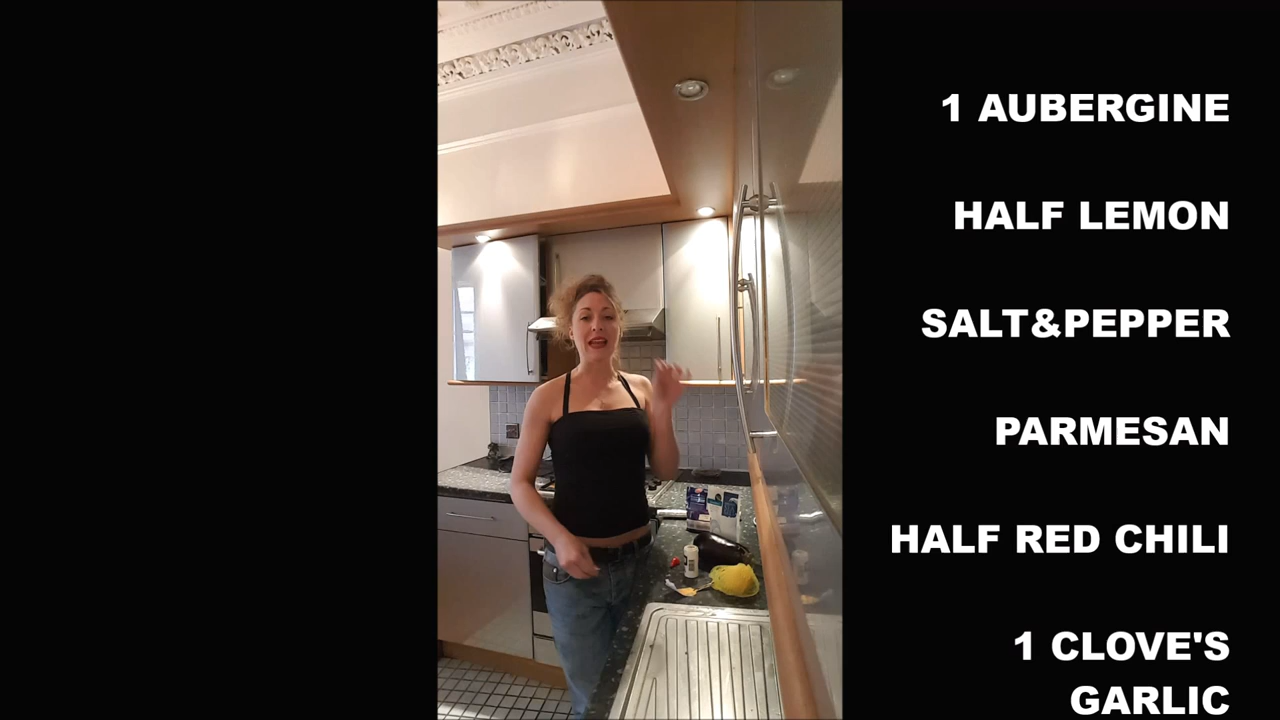 1 AUBERGINE
HALF LEMON
SALT&PEPPER
PARMESAN
HALF RED CHILI
1 CLOVE'S
GARLIC